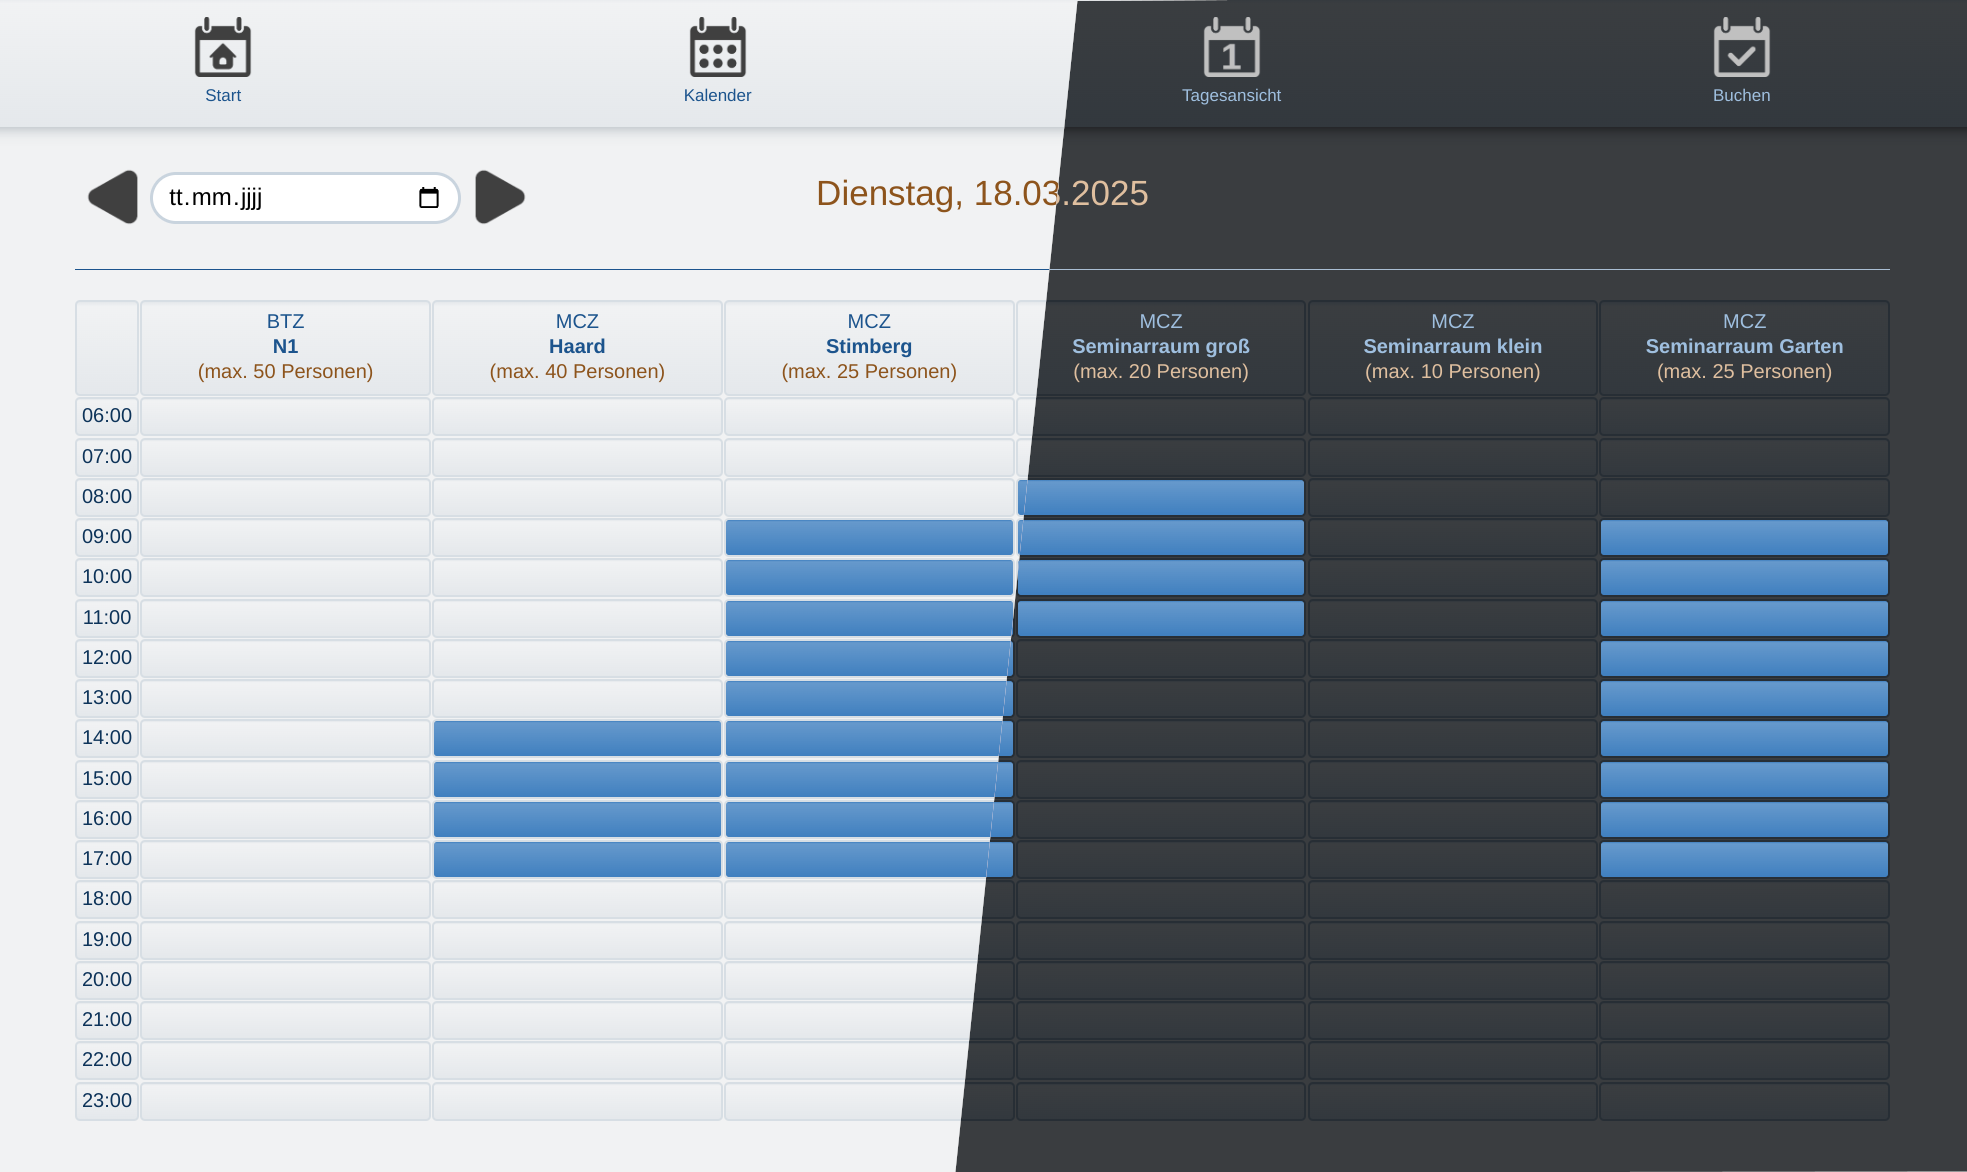 Start
Kalender
1
Tagesansicht
Buchen
tt.mm.jjjj
Dienstag, 18.03.2025
BTZ
N1
(max. 50 Personen)
MCZ
Haard
(max. 40 Personen)
MCZ
Stimberg
(max. 25 Personen)
MCZ
Seminarraum groß
(max. 20 Personen)
MCZ
Seminarraum klein
(max. 10 Personen)
MCZ
Seminarraum Garten
(max. 25 Personen)
06:00
07:00
08:00
09:00
10:00
11:00
12:00
13:00
14:00
15:00
16:00
17:00
18:00
19:00
20:00
21:00
22:00
23:00